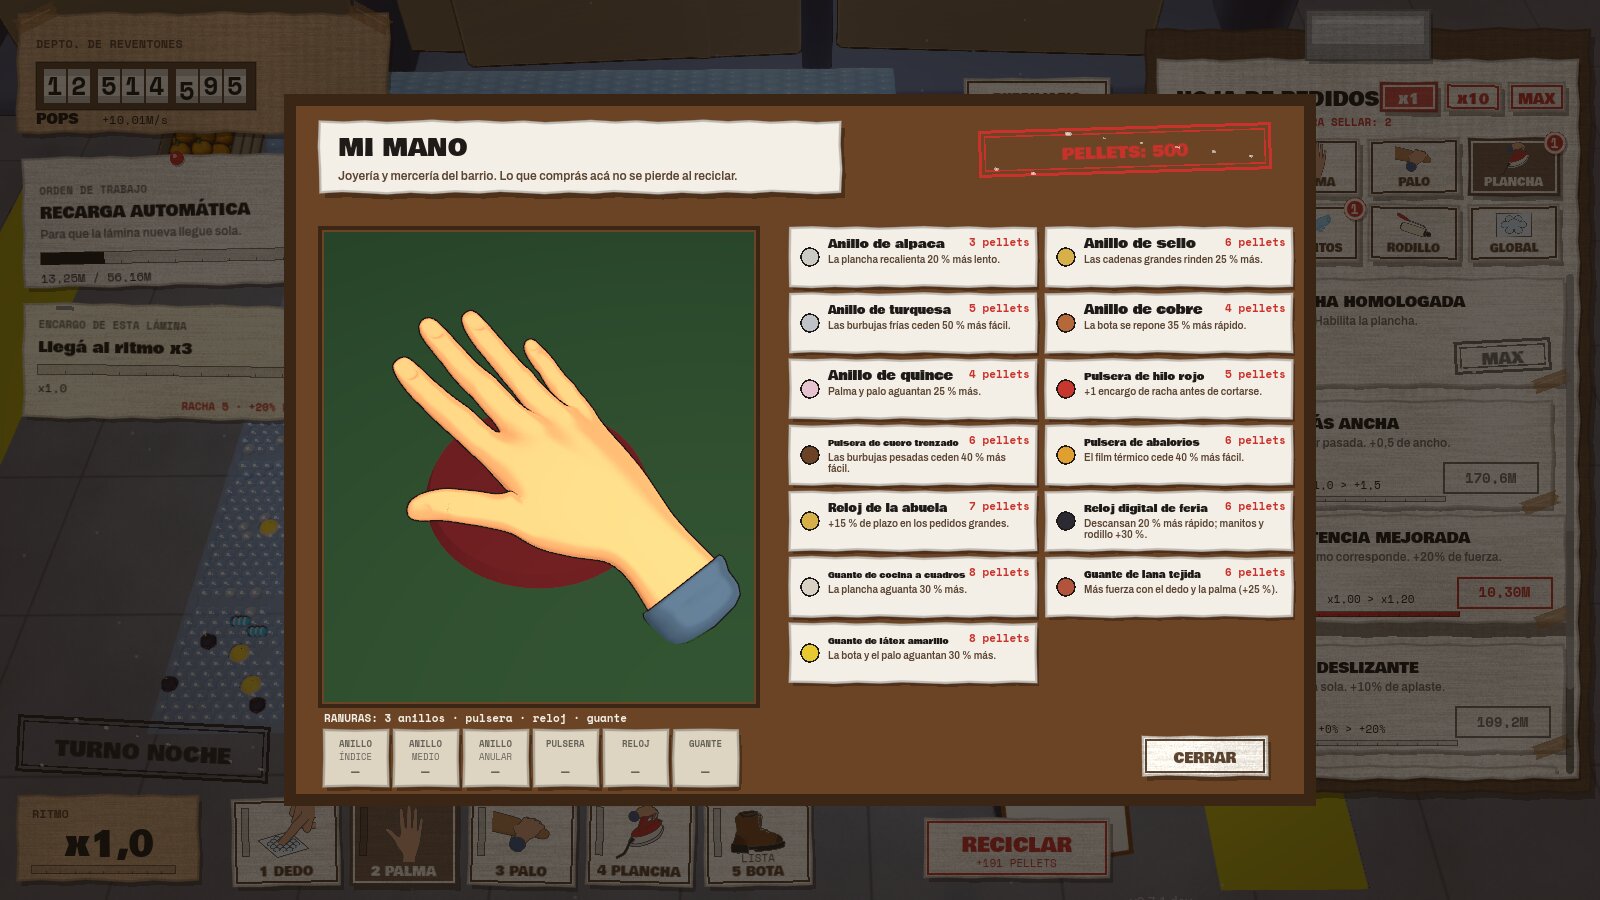 DEPTO. DE REVENTONES
12 514 595
POPS +10,01M/s
ORDEN DE TRABAJO
RECARGA AUTOMÁTICA
Para que la lámina nueva llegue sola.
13,25M / 56,16M
ENCARGO DE ESTA LÁMINA
Llegá al ritmo x3
x1,0
RACHA 5 · +20%
TURNO NOCHE
RITMO
x1,0
MI MANO
Joyería y mercería del barrio. Lo que comprás acá no se pierde al reciclar.
PELLETS: 500
Anillo de alpaca 3 pellets
La plancha recalienta 20 % más lento.
Anillo de sello 6 pellets
Las cadenas grandes rinden 25 % más.
Anillo de turquesa 5 pellets
Las burbujas frías ceden 50 % más fácil.
Anillo de cobre 4 pellets
La bota se repone 35 % más rápido.
Anillo de quince 4 pellets
Palma y palo aguantan 25 % más.
Pulsera de hilo rojo 5 pellets
+1 encargo de racha antes de cortarse.
Pulsera de cuero trenzado 6 pellets
Las burbujas pesadas ceden 40 % más
fácil.
Pulsera de abalorios 6 pellets
El film térmico cede 40 % más fácil.
Reloj de la abuela 7 pellets
+15 % de plazo en los pedidos grandes.
Reloj digital de feria 6 pellets
Descansan 20 % más rápido; manitos y
rodillo +30 %.
Guante de cocina a cuadros 8 pellets
La plancha aguanta 30 % más.
Guante de lana tejida 6 pellets
Más fuerza con el dedo y la palma (+25 %).
Guante de látex amarillo 8 pellets
La bota y el palo aguantan 30 % más.
RANURAS: 3 anillos · pulsera · reloj · guante
ANILLO
ÍNDICE
—
ANILLO
MEDIO
—
ANILLO
ANULAR
—
PULSERA
—
RELOJ
—
GUANTE
—
CERRAR
1 DEDO
2 PALMA
3 PALO
4 PLANCHA
LISTA
5 BOTA
RECICLAR
+191 PELLETS
x1
x10
MAX
SELLAR: 2
PALO
PLANCHA
1
1
RODILLO
GLOBAL
HOMOLOGADA
Habilita la plancha.
MAX
ÁS ANCHA
pasada. +0,5 de ancho.
1,0 > +1,5
170,6M
TENCIA MEJORADA
mo corresponde. +20% de fuerza.
x1,00 > x1,20
10,30M
DESLIZANTE
sola. +10% de aplaste.
+0% > +20%
109,2M